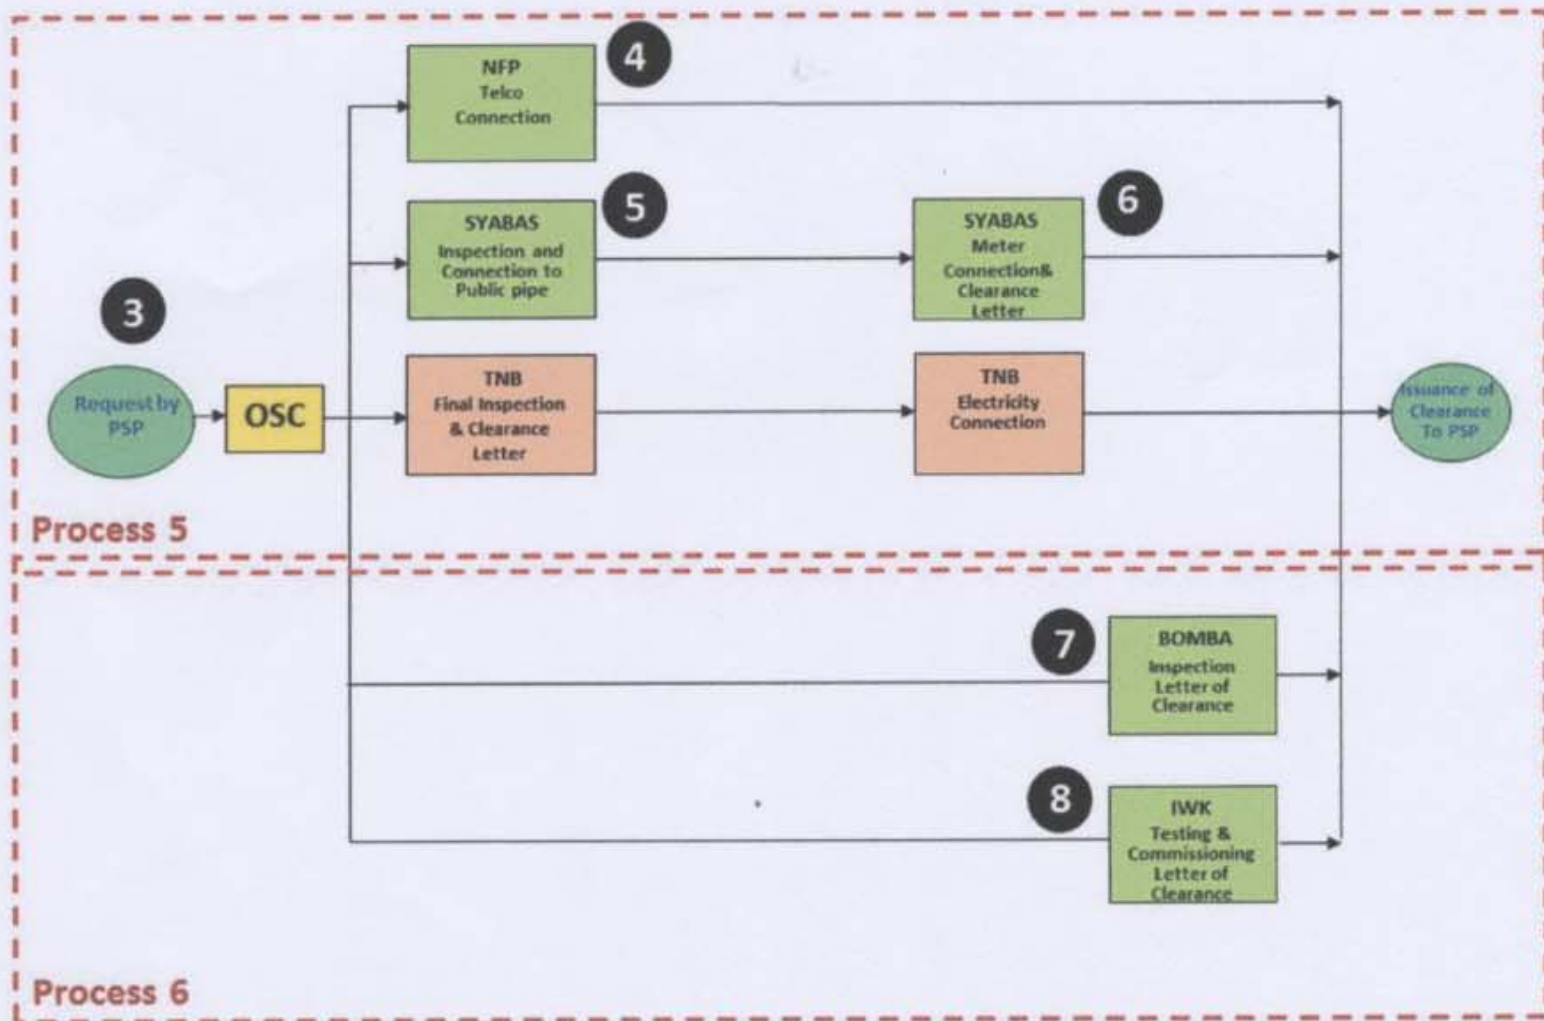 4
NFP
Telco
Connection
5
SYABAS
Inspection and
Connection to
Public pipe
6
SYABAS
Meter
Connection&
Clearance
Letter
3
Request by
PSP
OSC
TNB
Final Inspection
& Clearance
Letter
TNB
Electricity
Connection
Issuance of
Clearance
To PSP
Process 5
7
BOMBA
Inspection
Letter of
Clearance
8
IWK
Testing &
Commissioning
Letter of
Clearance
Process 6